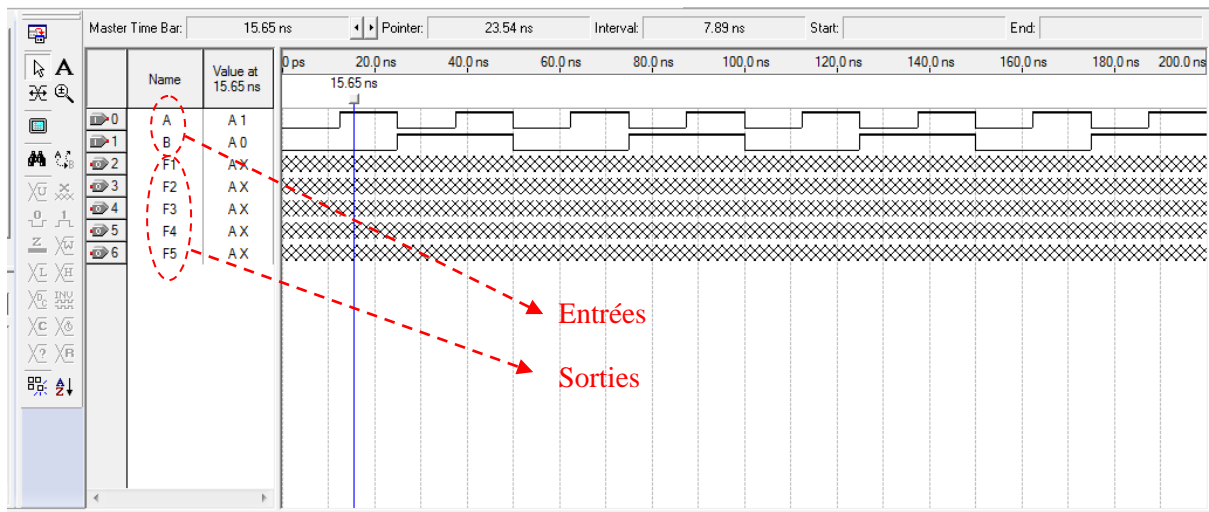 Master Time Bar: 15.65 ns Pointer: 23.54 ns Interval: 7.89 ns Start: End:
A
Name Value at 15.65 ns
0 ps 20.0 ns 40.0 ns 60.0 ns 80.0 ns 100.0 ns 120.0 ns 140.0 ns 160.0 ns 180.0 ns 200.0 ns
15.65 ns
0 A A 1
1 B A 0
2 F1 A X
3 F2 A X
4 F3 A X
5 F4 A X
6 F5 A X
Entrées
Sorties